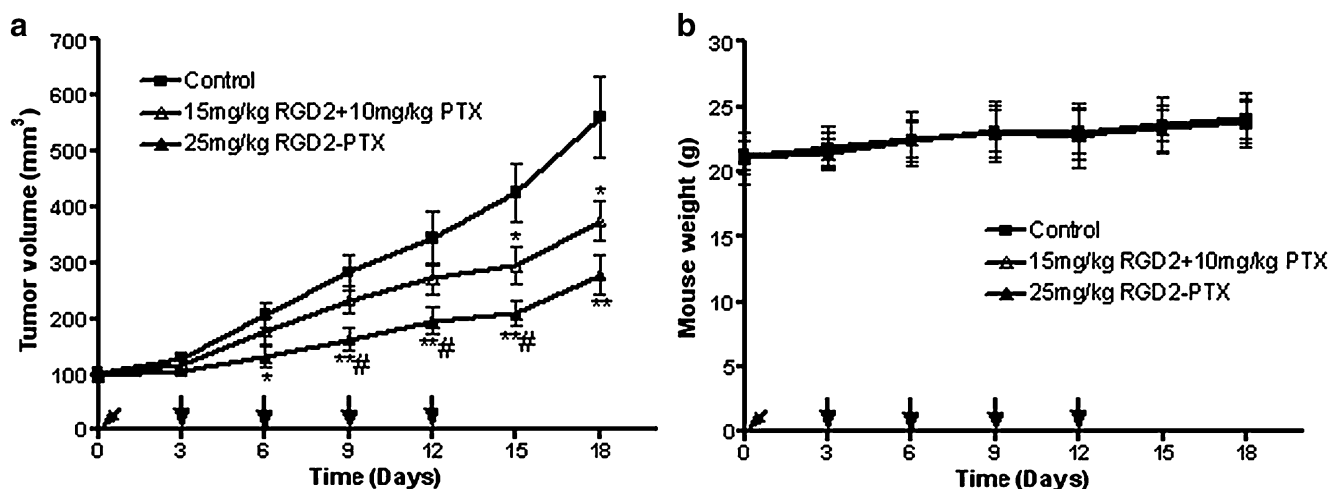 a
700
600
500
400
300
200
100
0
Tumor volume (mm³)
Control
15mg/kg RGD2+10mg/kg PTX
25mg/kg RGD2-PTX
*
**#
**#
*
**#
*
**
0 3 6 9 12 15 18
Time (Days)
b
30
25
20
15
10
5
0
Mouse weight (g)
Control
15mg/kg RGD2+10mg/kg PTX
25mg/kg RGD2-PTX
0 3 6 9 12 15 18
Time (Days)